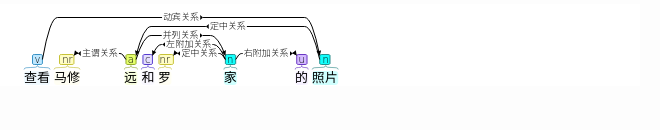 动宾关系
定中关系
并列关系
左附加关系
主谓关系 定中关系 右附加关系
v nr a c nr n u n
查看 马修 远 和 罗 家 的 照片